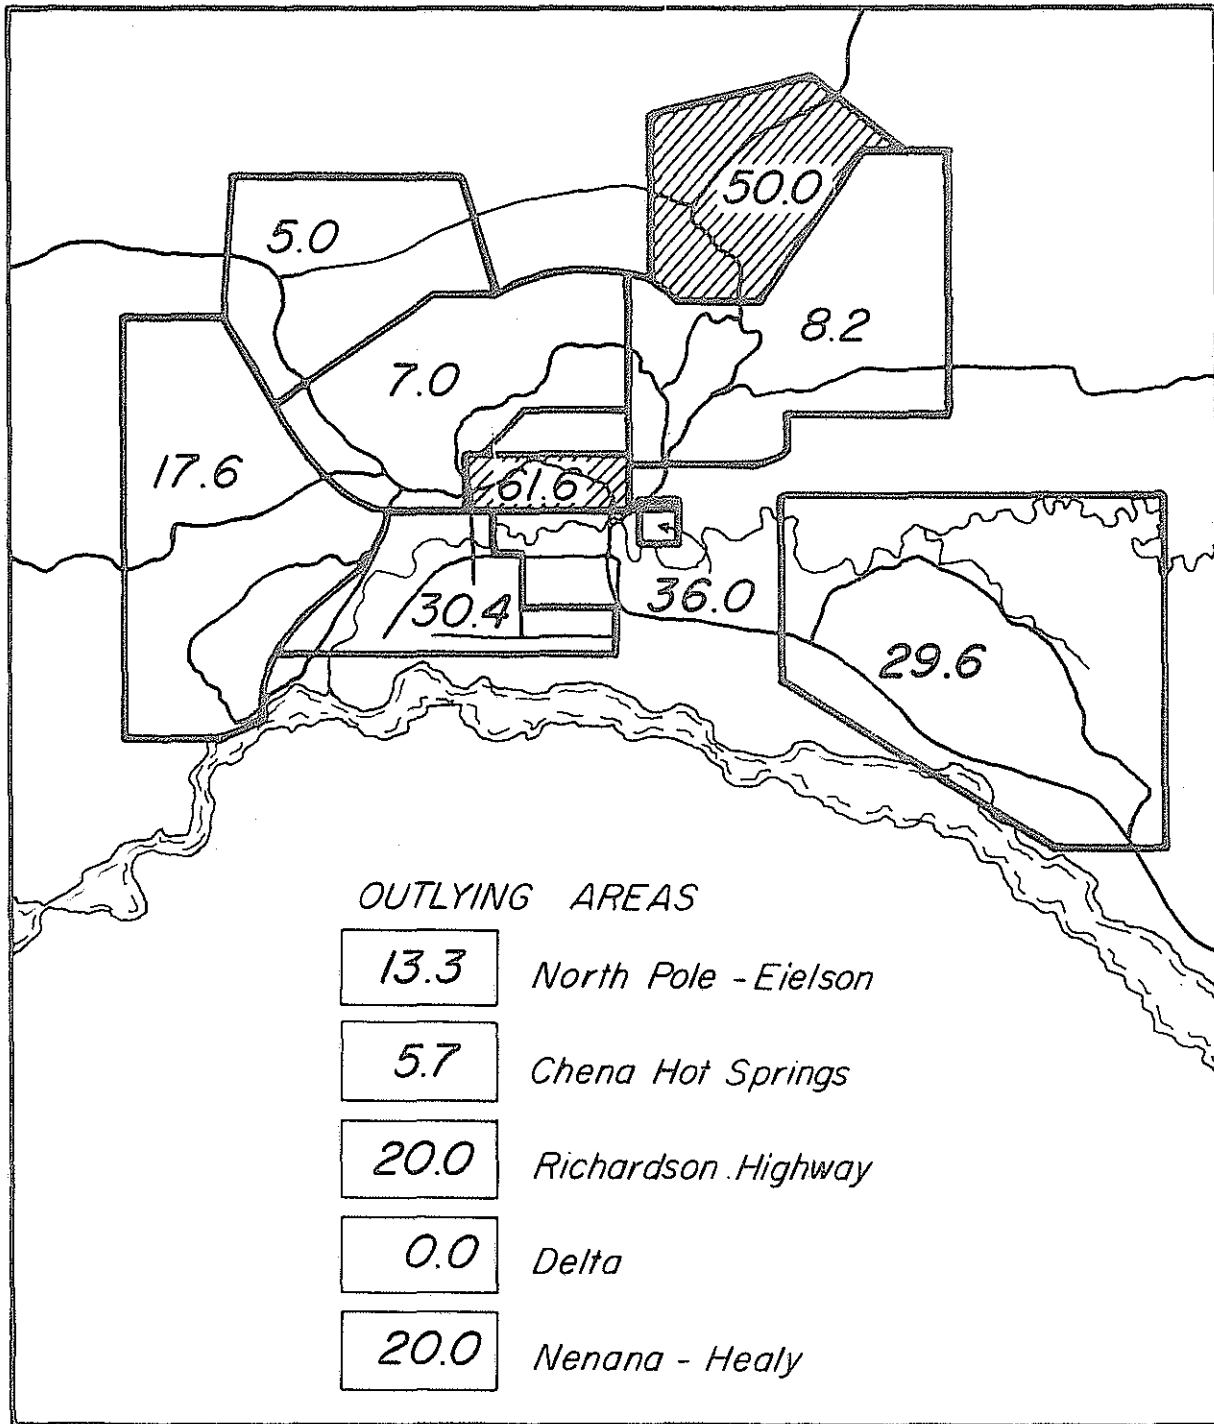 50.0
5.0
8.2
7.0
17.6
61.6
36.0
30.4
29.6
OUTLYING AREAS
13.3 North Pole - Eielson
5.7 Chena Hot Springs
20.0 Richardson Highway
0.0 Delta
20.0 Nenana - Healy